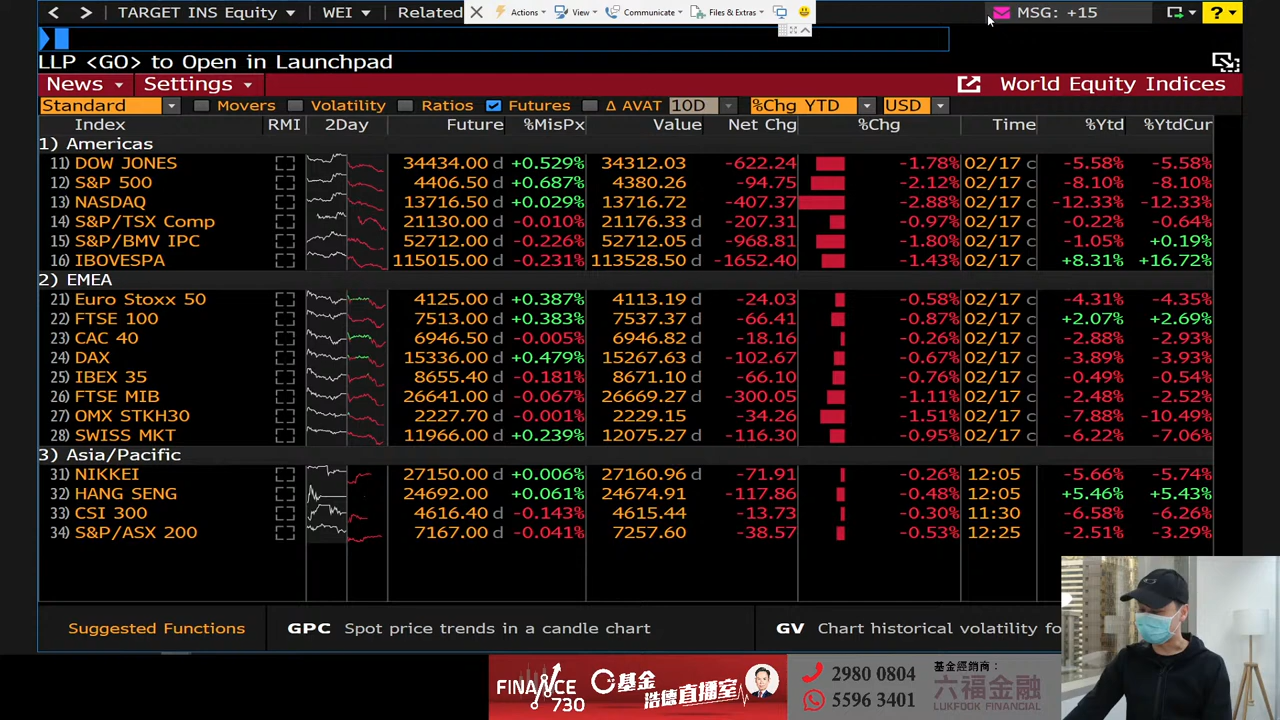 TARGET INS Equity WEI Related Actions View Communicate Files & Extras MSG: +15 ?
LLP <GO> to Open in Launchpad
News Settings World Equity Indices
Standard Movers Volatility Ratios Futures Δ AVAT 10D %Chg YTD USD
Index RMI 2Day Future %MisPx Value Net Chg %Chg Time %Ytd %YtdCur
1) Americas
11) DOW JONES 34434.00 d +0.529% 34312.03 -622.24 -1.78% 02/17 c -5.58% -5.58%
12) S&P 500 4406.50 d +0.687% 4380.26 -94.75 -2.12% 02/17 c -8.10% -8.10%
13) NASDAQ 13716.50 d +0.029% 13716.72 -407.37 -2.88% 02/17 c -12.33% -12.33%
14) S&P/TSX Comp 21130.00 d -0.010% 21176.33 d -207.31 -0.97% 02/17 c -0.22% -0.64%
15) S&P/BMV IPC 52712.00 d -0.226% 52712.05 d -968.81 -1.80% 02/17 c -1.05% +0.19%
16) IBOVESPA 115015.00 d -0.231% 113528.50 d -1652.40 -1.43% 02/17 c +8.31% +16.72%
2) EMEA
21) Euro Stoxx 50 4125.00 d +0.387% 4113.19 d -24.03 -0.58% 02/17 c -4.31% -4.35%
22) FTSE 100 7513.00 d +0.383% 7537.37 d -66.41 -0.87% 02/17 c +2.07% +2.69%
23) CAC 40 6946.50 d -0.005% 6946.82 d -18.16 -0.26% 02/17 c -2.88% -2.93%
24) DAX 15336.00 d +0.479% 15267.63 d -102.67 -0.67% 02/17 c -3.89% -3.93%
25) IBEX 35 8655.40 d -0.181% 8671.10 d -66.10 -0.76% 02/17 c -0.49% -0.54%
26) FTSE MIB 26641.00 d -0.067% 26669.27 d -300.05 -1.11% 02/17 c -2.48% -2.52%
27) OMX STKH30 2227.70 d -0.001% 2229.15 d -34.26 -1.51% 02/17 c -7.88% -10.49%
28) SWISS MKT 11966.00 d +0.239% 12075.27 d -116.30 -0.95% 02/17 c -6.22% -7.06%
3) Asia/Pacific
31) NIKKEI 27150.00 d +0.006% 27160.96 d -71.91 -0.26% 12:05 -5.66% -5.74%
32) HANG SENG 24692.00 d +0.061% 24674.91 -117.86 -0.48% 12:05 +5.46% +5.43%
33) CSI 300 4616.40 d -0.143% 4615.44 -13.73 -0.30% 11:30 -6.58% -6.26%
34) S&P/ASX 200 7167.00 d -0.041% 7257.60 -38.57 -0.53% 12:25 -2.51% -3.29%
Suggested Functions GPC Spot price trends in a candle chart GV Chart historical volatility fo
FINANCE 730
基金
浩德直播室
2980 0804
5596 3401
基金經銷商：
六福金融
LUKFOOK FINANCIAL